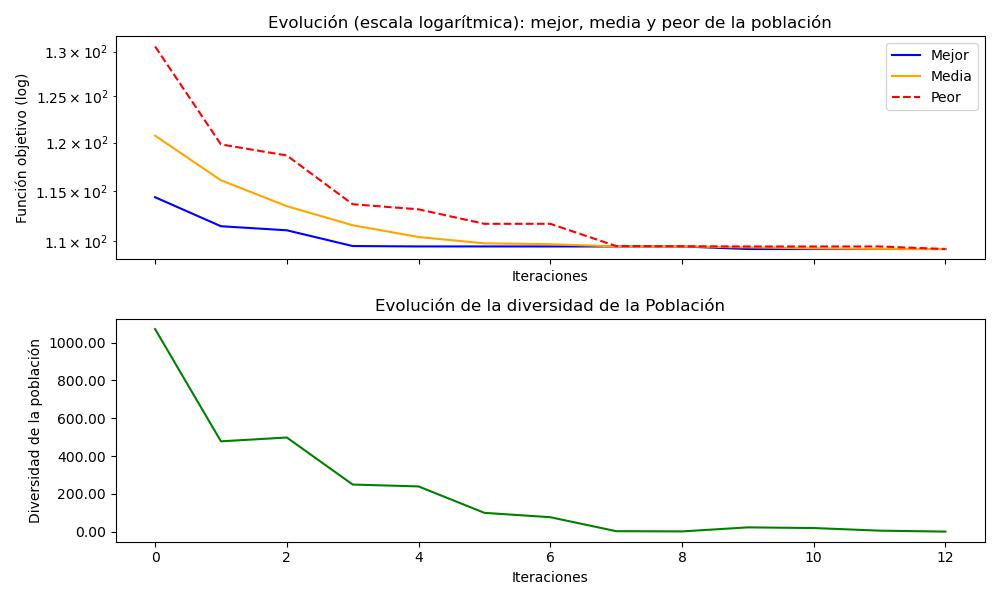 Evolución (escala logarítmica): mejor, media y peor de la población
Función objetivo (log)
1.3 × 10²
1.25 × 10²
1.2 × 10²
1.15 × 10²
1.1 × 10²
Mejor
Media
Peor
Iteraciones
Evolución de la diversidad de la Población
Diversidad de la población
1000.00
800.00
600.00
400.00
200.00
0.00
0 2 4 6 8 10 12
Iteraciones